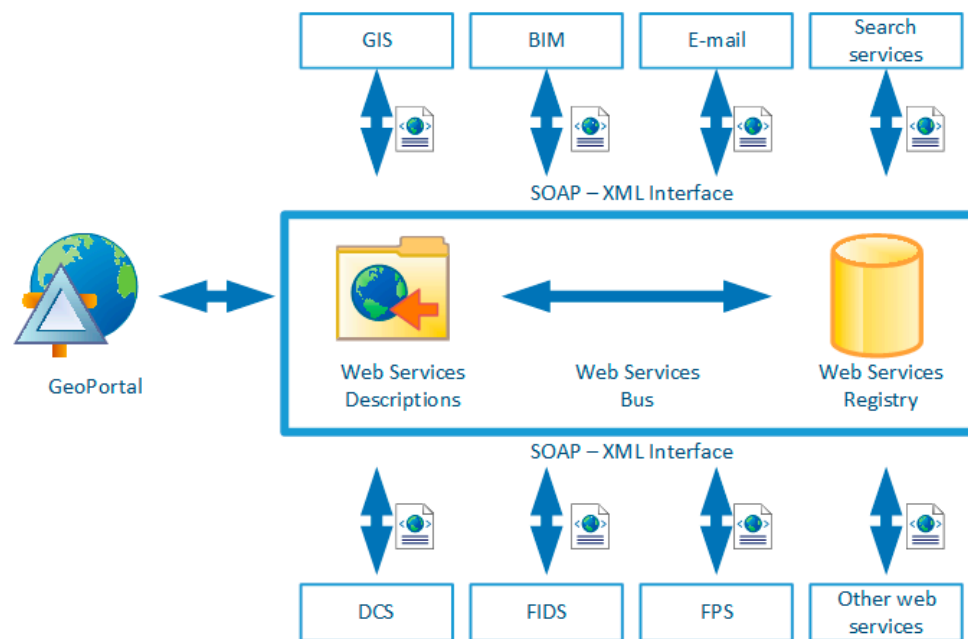 GIS
BIM
E-mail
Search
services
SOAP – XML Interface
GeoPortal
Web Services
Descriptions
Web Services
Bus
Web Services
Registry
SOAP – XML Interface
DCS
FIDS
FPS
Other web
services